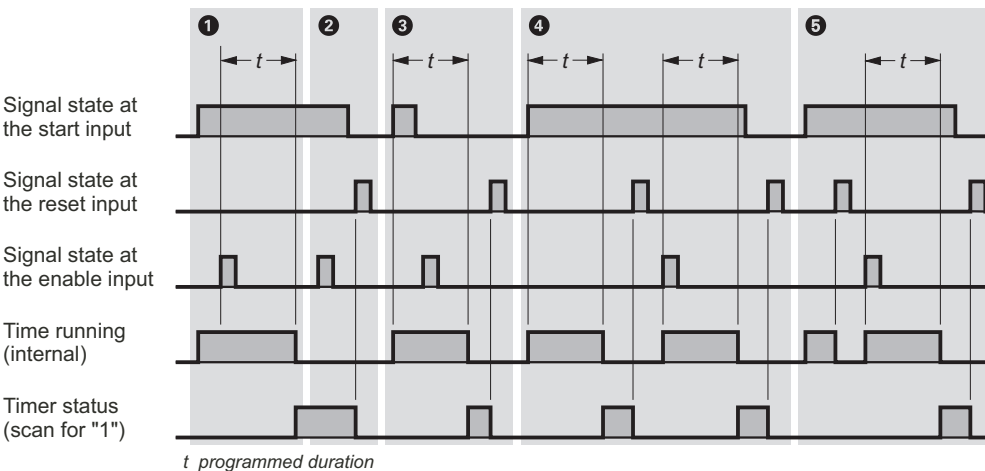 ❶ ❷ ❸ ❹ ❺
t t t t t
Signal state at
the start input
Signal state at
the reset input
Signal state at
the enable input
Time running
(internal)
Timer status
(scan for "1")
t programmed duration